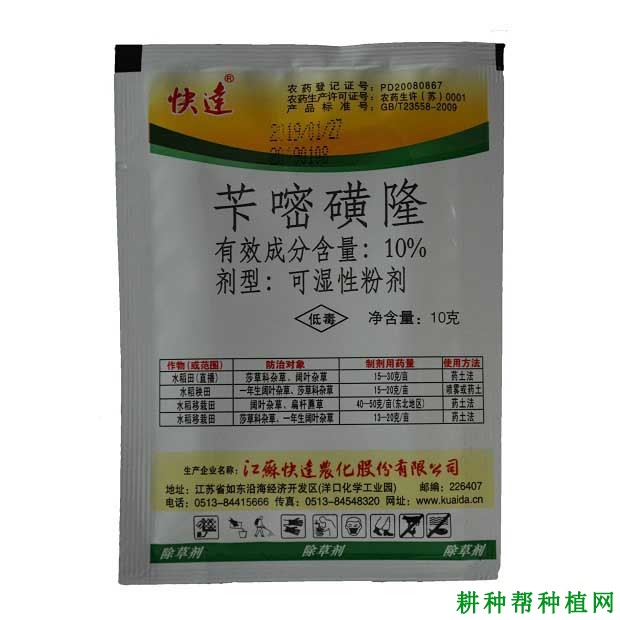 快達®
农药登记证号：PD20080867
农药生产许可证号：农药生许（苏）0001
产品标准号：GB/T23558-2009
2019/01/27
苄嘧磺隆
有效成分含量：10%
剂型：可湿性粉剂
低毒 净含量：10克
作物(或范围) 防治对象 制剂用药量 使用方法
水稻田(直播) 莎草科杂草、阔叶杂草 15—30克/亩 药土法
水稻秧田 一年生阔叶杂草、莎草科杂草 15—20克/亩 喷雾或药土
水稻移栽田 阔叶杂草、扁秆藨草 40—50克/亩(东北地区) 药土法
水稻移栽田 莎草科杂草、一年生阔叶杂草 13—20克/亩 药土法
生产企业名称：江蘇快達農化股份有限公司
地址：江苏省如东沿海经济开发区(洋口化学工业园) 邮编：226407
电话：0513-84415666 传真：0513-84548320 网址：www.kuaida.cn
除草剂 除草剂 除草剂
耕种帮种植网